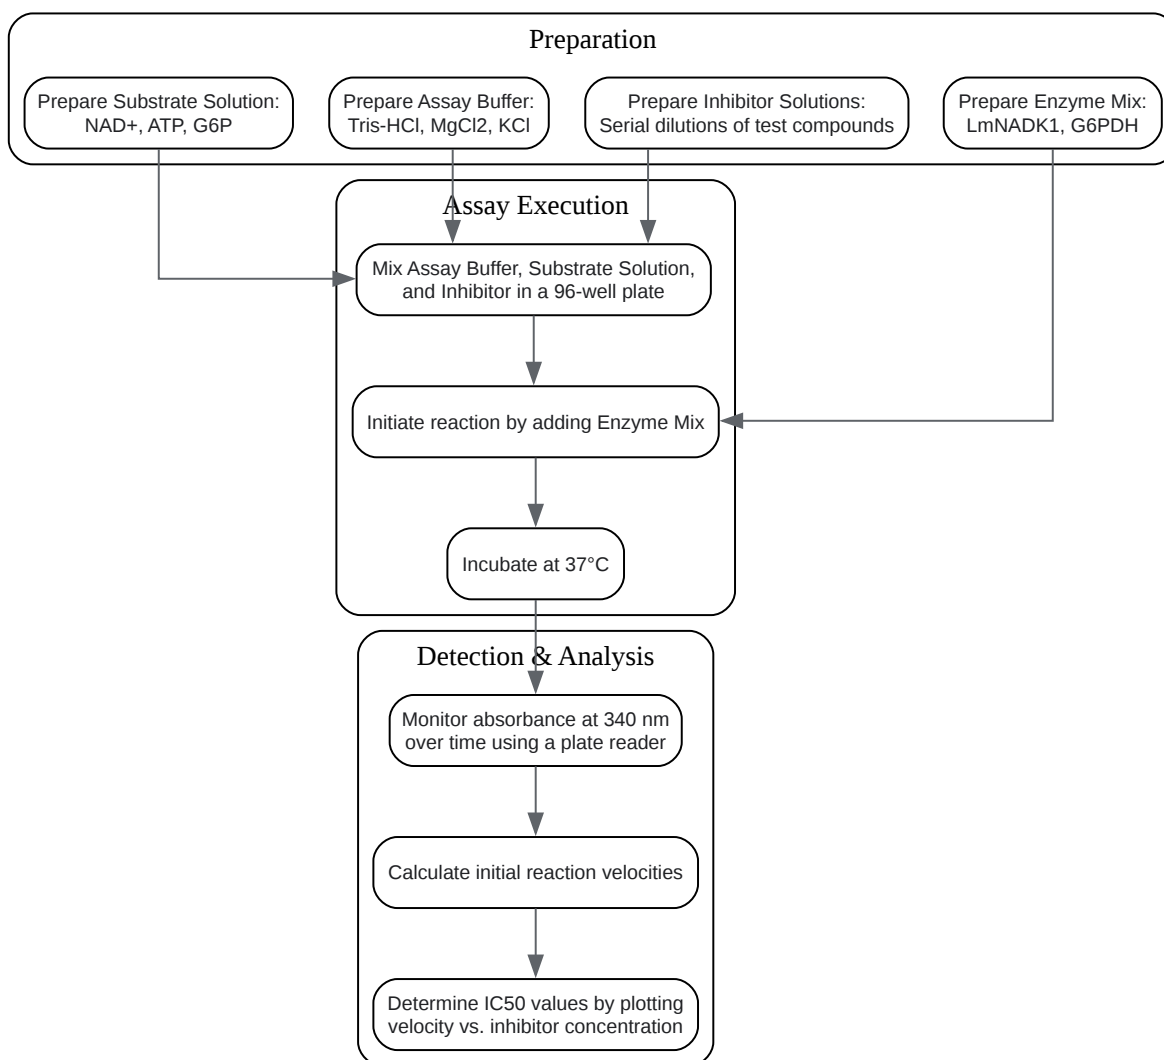 Preparation
Prepare Substrate Solution:
NAD+, ATP, G6P
Prepare Assay Buffer:
Tris-HCl, MgCl2, KCl
Prepare Inhibitor Solutions:
Serial dilutions of test compounds
Prepare Enzyme Mix:
LmNADK1, G6PDH
Assay Execution
Mix Assay Buffer, Substrate Solution,
and Inhibitor in a 96-well plate
Initiate reaction by adding Enzyme Mix
Incubate at 37°C
Detection & Analysis
Monitor absorbance at 340 nm
over time using a plate reader
Calculate initial reaction velocities
Determine IC50 values by plotting
velocity vs. inhibitor concentration